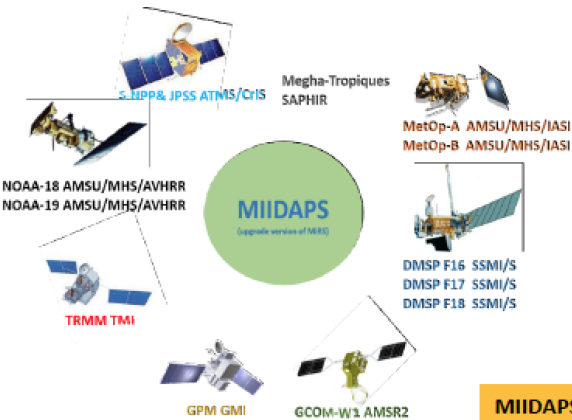 S-NPP& JPSS ATMS/CrIS
Megha-Tropiques
SAPHIR
MetOp-A AMSU/MHS/IASI
MetOp-B AMSU/MHS/IASI
NOAA-18 AMSU/MHS/AVHRR
NOAA-19 AMSU/MHS/AVHRR
MIIDAPS
(upgrade version of MiRS)
DMSP F16 SSMI/S
DMSP F17 SSMI/S
DMSP F18 SSMI/S
TRMM TMI
GPM GMI
GCOM-W1 AMSR2
MIIDAPS